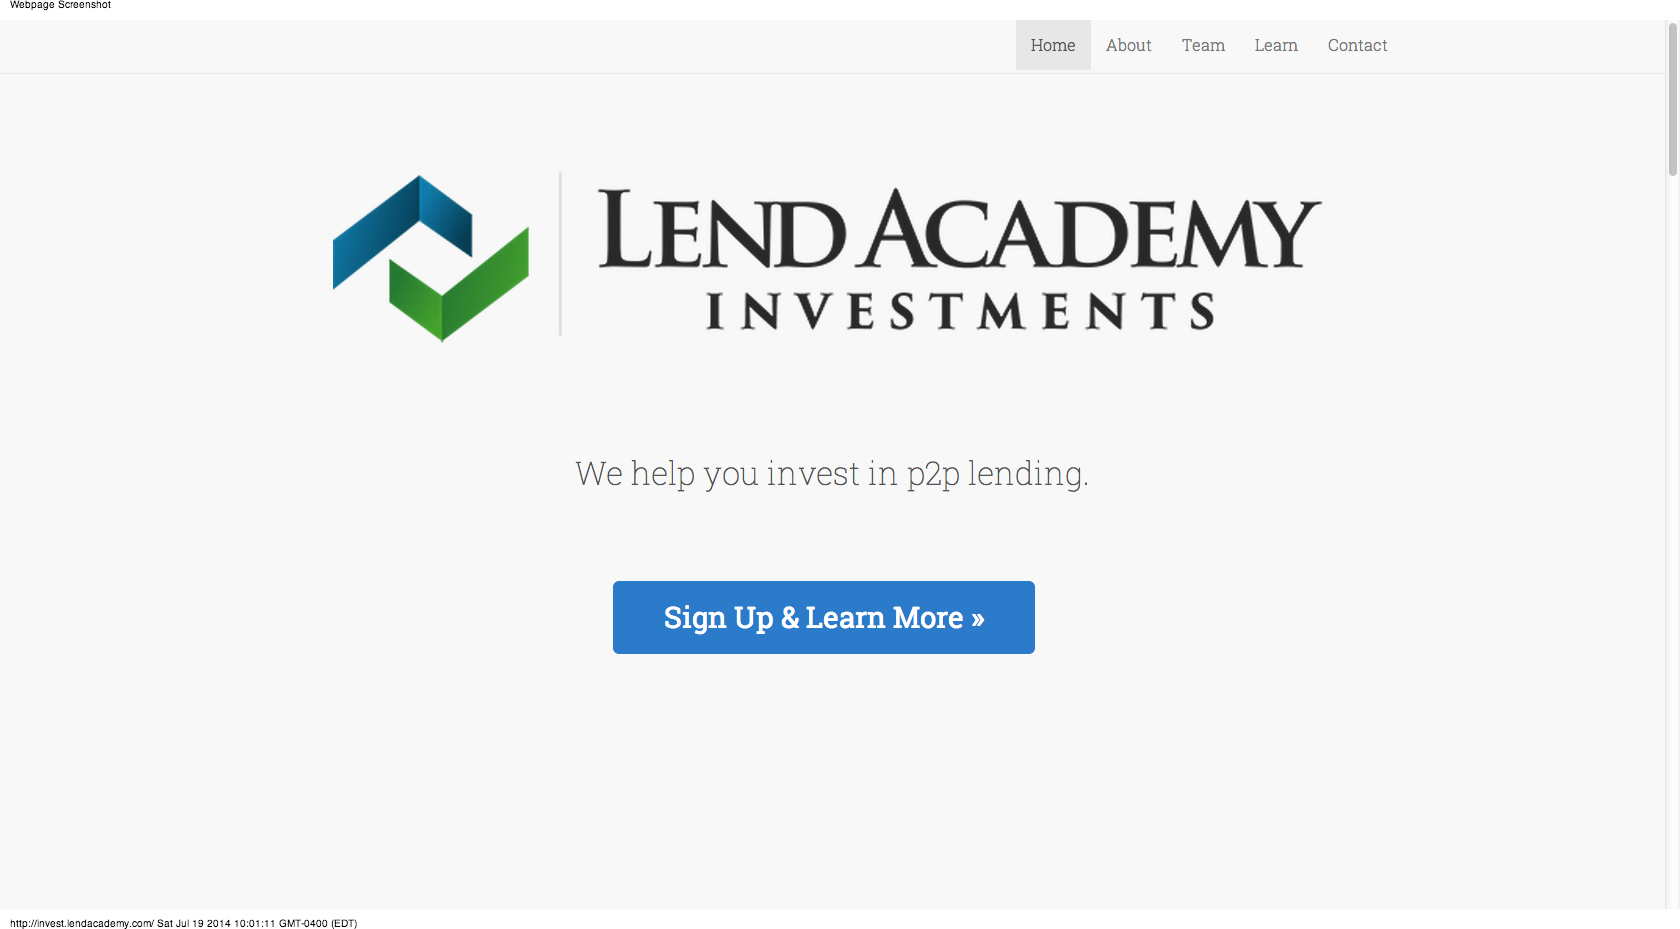 Webpage Screenshot
Home About Team Learn Contact
LEND ACADEMY
INVESTMENTS
We help you invest in p2p lending.
Sign Up & Learn More »
http://invest.lendacademy.com/ Sat Jul 19 2014 10:01:11 GMT-0400 (EDT)